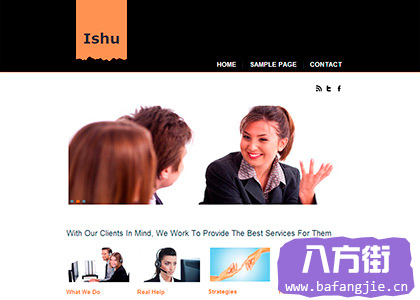 Ishu
HOME
SAMPLE PAGE
CONTACT
With Our Clients In Mind, We Work To Provide The Best Services For Them
What We Do
Real Help
Strategies
八方街
www.bafangjie.cn